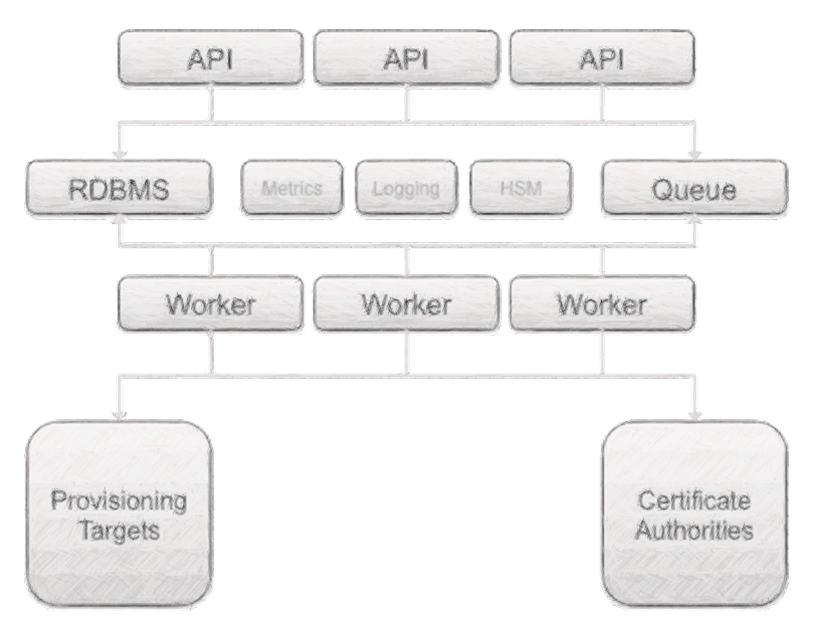 API
API
API
RDBMS
Metrics
Logging
HSM
Queue
Worker
Worker
Worker
Provisioning
Targets
Certificate
Authorities